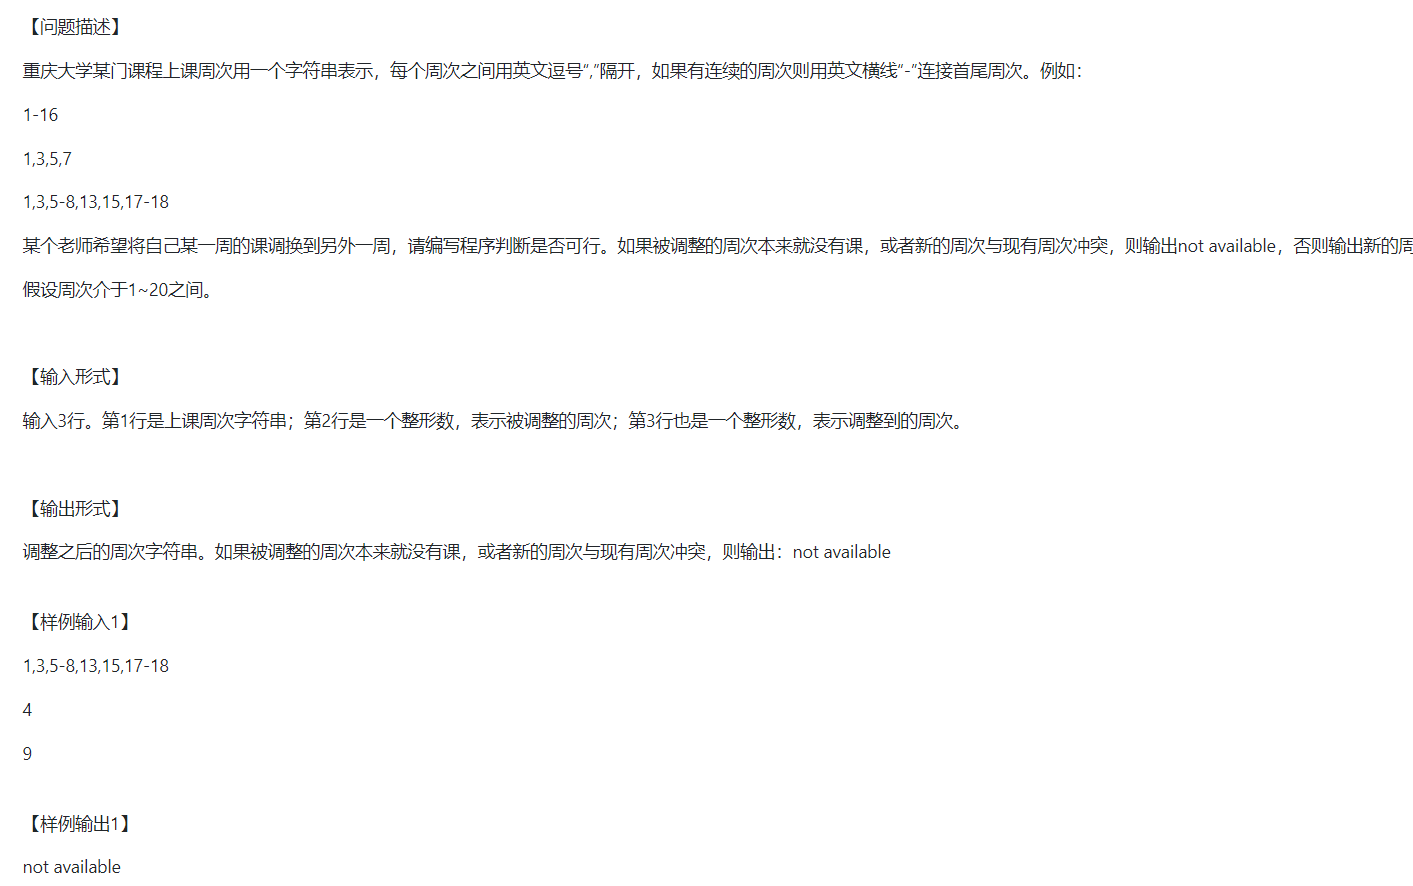 【问题描述】
重庆大学某门课程上课周次用一个字符串表示，每个周次之间用英文逗号“,”隔开，如果有连续的周次则用英文横线“-”连接首尾周次。例如：
1-16
1,3,5,7
1,3,5-8,13,15,17-18
某个老师希望将自己某一周的课调换到另外一周，请编写程序判断是否可行。如果被调整的周次本来就没有课，或者新的周次与现有周次冲突，则输出not available，否则输出新的周
假设周次介于1~20之间。
【输入形式】
输入3行。第1行是上课周次字符串；第2行是一个整形数，表示被调整的周次；第3行也是一个整形数，表示调整到的周次。
【输出形式】
调整之后的周次字符串。如果被调整的周次本来就没有课，或者新的周次与现有周次冲突，则输出：not available
【样例输入1】
1,3,5-8,13,15,17-18
4
9
【样例输出1】
not available